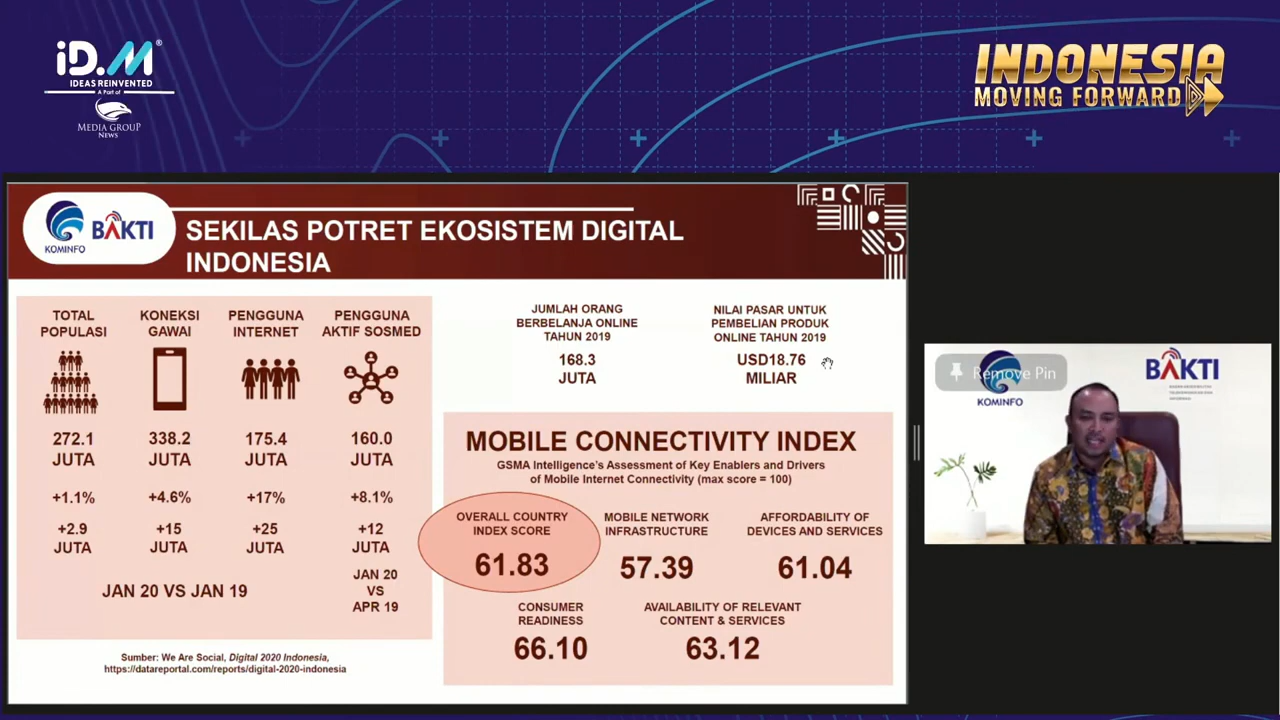 iD.M®
IDEAS REINVENTED
A Part of
MEDIA GROUP
NEWS
INDONESIA
MOVING FORWARD
KOMINFO
BAKTI
SEKILAS POTRET EKOSISTEM DIGITAL
INDONESIA
TOTAL
POPULASI
272.1
JUTA
+1.1%
+2.9
JUTA
KONEKSI
GAWAI
338.2
JUTA
+4.6%
+15
JUTA
PENGGUNA
INTERNET
175.4
JUTA
+17%
+25
JUTA
JAN 20 VS JAN 19
PENGGUNA
AKTIF SOSMED
160.0
JUTA
+8.1%
+12
JUTA
JAN 20
VS
APR 19
Sumber: We Are Social, Digital 2020 Indonesia,
https://datareportal.com/reports/digital-2020-indonesia
JUMLAH ORANG
BERBELANJA ONLINE
TAHUN 2019
168.3
JUTA
NILAI PASAR UNTUK
PEMBELIAN PRODUK
ONLINE TAHUN 2019
USD18.76
MILIAR
MOBILE CONNECTIVITY INDEX
GSMA Intelligence's Assessment of Key Enablers and Drivers
of Mobile Internet Connectivity (max score = 100)
OVERALL COUNTRY
INDEX SCORE
61.83
MOBILE NETWORK
INFRASTRUCTURE
57.39
AFFORDABILITY OF
DEVICES AND SERVICES
61.04
CONSUMER
READINESS
66.10
AVAILABILITY OF RELEVANT
CONTENT & SERVICES
63.12
Remove Pin
KOMINFO
BAKTI